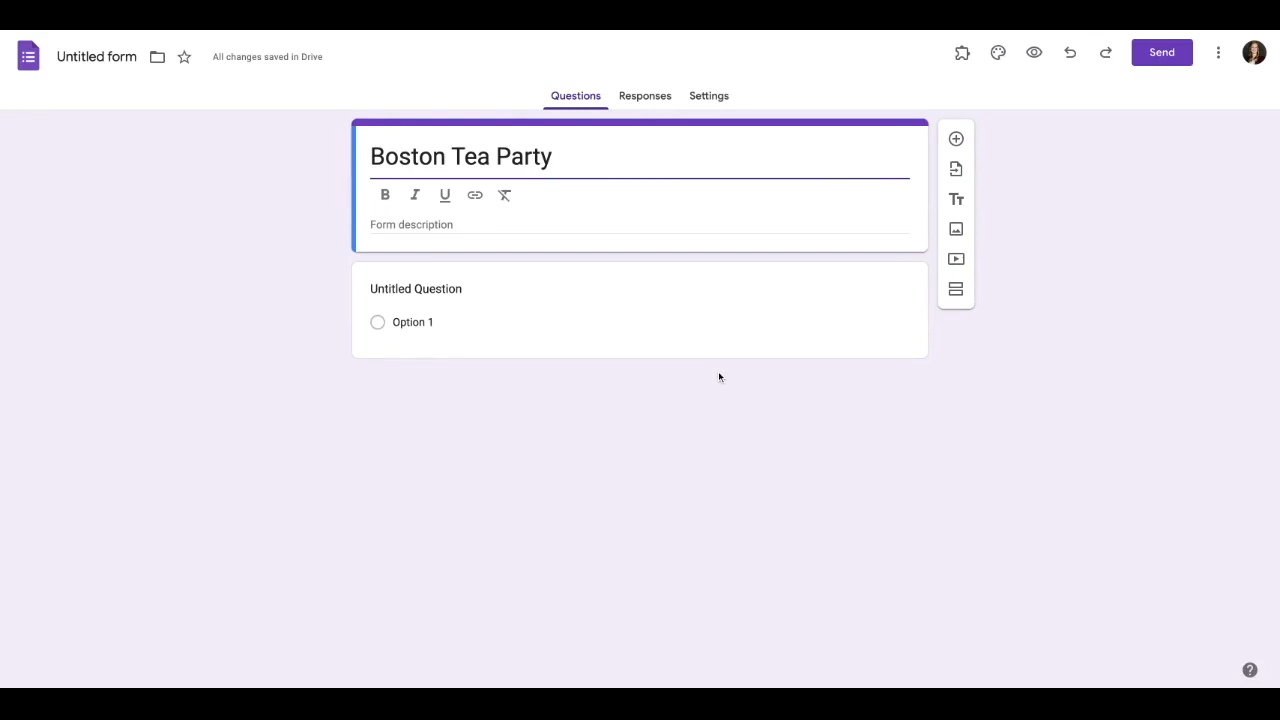 Untitled form
All changes saved in Drive
Send
Questions
Responses
Settings
Boston Tea Party
B I U
Form description
Untitled Question
Option 1
Tт
?